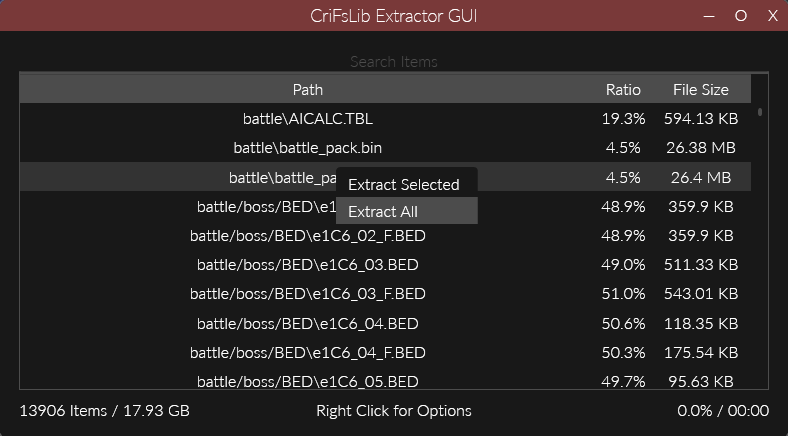 CriFsLib Extractor GUI
Search Items
Path Ratio File Size
battle\AICALC.TBL 19.3% 594.13 KB
battle\battle_pack.bin 4.5% 26.38 MB
battle\battle_pa 4.5% 26.4 MB
Extract Selected
battle/boss/BED\e1 48.9% 359.9 KB
Extract All
battle/boss/BED\e1C6_02_F.BED 48.9% 359.9 KB
battle/boss/BED\e1C6_03.BED 49.0% 511.33 KB
battle/boss/BED\e1C6_03_F.BED 51.0% 543.01 KB
battle/boss/BED\e1C6_04.BED 50.6% 118.35 KB
battle/boss/BED\e1C6_04_F.BED 50.3% 175.54 KB
battle/boss/BED\e1C6_05.BED 49.7% 95.63 KB
13906 Items / 17.93 GB Right Click for Options 0.0% / 00:00